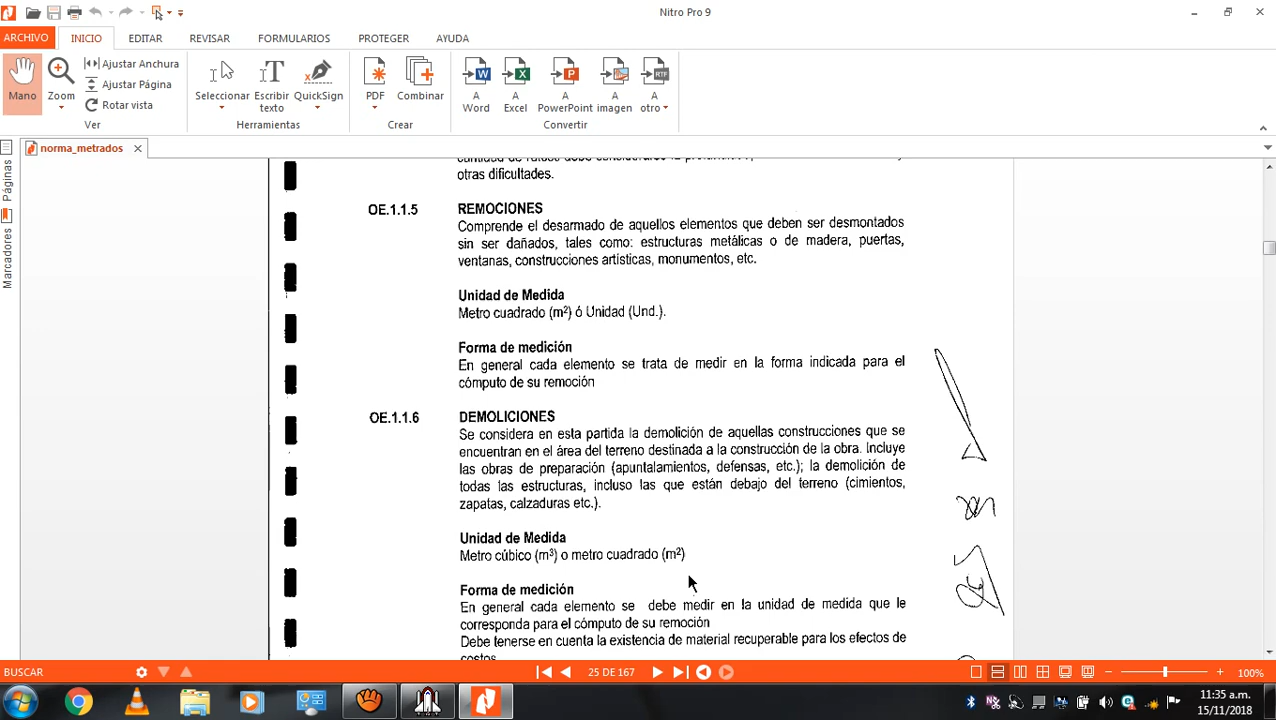 Nitro Pro 9
ARCHIVO INICIO EDITAR REVISAR FORMULARIOS PROTEGER AYUDA
Mano
Zoom
Ajustar Anchura
Ajustar Página
Rotar vista
Ver
Seleccionar
Escribir
texto
QuickSign
Herramientas
PDF
Combinar
Crear
A
Word
A
Excel
A
PowerPoint
A
imagen
A
otro
Convertir
norma_metrados
Páginas
Marcadores
otras dificultades.
OE.1.1.5 REMOCIONES
Comprende el desarmado de aquellos elementos que deben ser desmontados
sin ser dañados, tales como: estructuras metálicas o de madera, puertas,
ventanas, construcciones artísticas, monumentos, etc.
Unidad de Medida
Metro cuadrado (m²) ó Unidad (Und.).
Forma de medición
En general cada elemento se trata de medir en la forma indicada para el
cómputo de su remoción
OE.1.1.6 DEMOLICIONES
Se considera en esta partida la demolición de aquellas construcciones que se
encuentran en el área del terreno destinada a la construcción de la obra. Incluye
las obras de preparación (apuntalamientos, defensas, etc.); la demolición de
todas las estructuras, incluso las que están debajo del terreno (cimientos,
zapatas, calzaduras etc.).
Unidad de Medida
Metro cúbico (m³) o metro cuadrado (m²)
Forma de medición
En general cada elemento se debe medir en la unidad de medida que le
corresponda para el cómputo de su remoción
Debe tenerse en cuenta la existencia de material recuperable para los efectos de
costos
BUSCAR
25 DE 167
100%
11:35 a.m.
15/11/2018